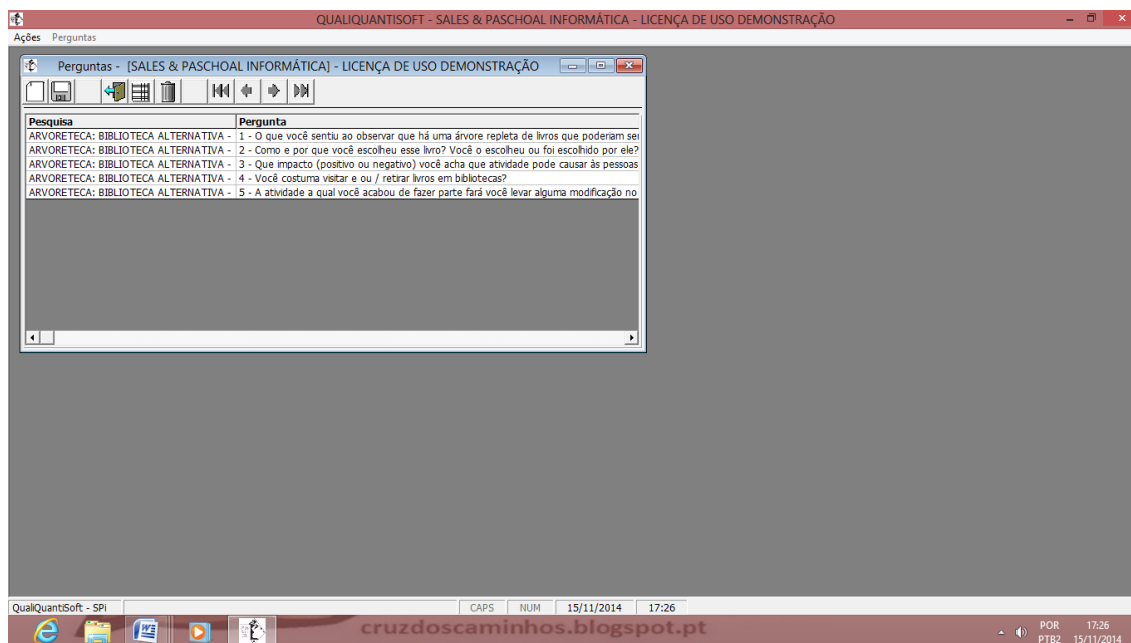 QUALIQUANTISOFT - SALES & PASCHOAL INFORMÁTICA - LICENÇA DE USO DEMONSTRAÇÃO
Ações Perguntas
Perguntas - [SALES & PASCHOAL INFORMÁTICA] - LICENÇA DE USO DEMONSTRAÇÃO
Pesquisa Pergunta
ARVORETECA: BIBLIOTECA ALTERNATIVA - 1 - O que você sentiu ao observar que há uma árvore repleta de livros que poderiam ser
ARVORETECA: BIBLIOTECA ALTERNATIVA - 2 - Como e por que você escolheu esse livro? Você o escolheu ou foi escolhido por ele?
ARVORETECA: BIBLIOTECA ALTERNATIVA - 3 - Que impacto (positivo ou negativo) você acha que atividade pode causar às pessoas
ARVORETECA: BIBLIOTECA ALTERNATIVA - 4 - Você costuma visitar e ou / retirar livros em bibliotecas?
ARVORETECA: BIBLIOTECA ALTERNATIVA - 5 - A atividade a qual você acabou de fazer parte fará você levar alguma modificação no
QualiQuantiSoft - SPi CAPS NUM 15/11/2014 17:26
cruzdoscaminhos.blogspot.pt
POR 17:26
PTB2 15/11/2014